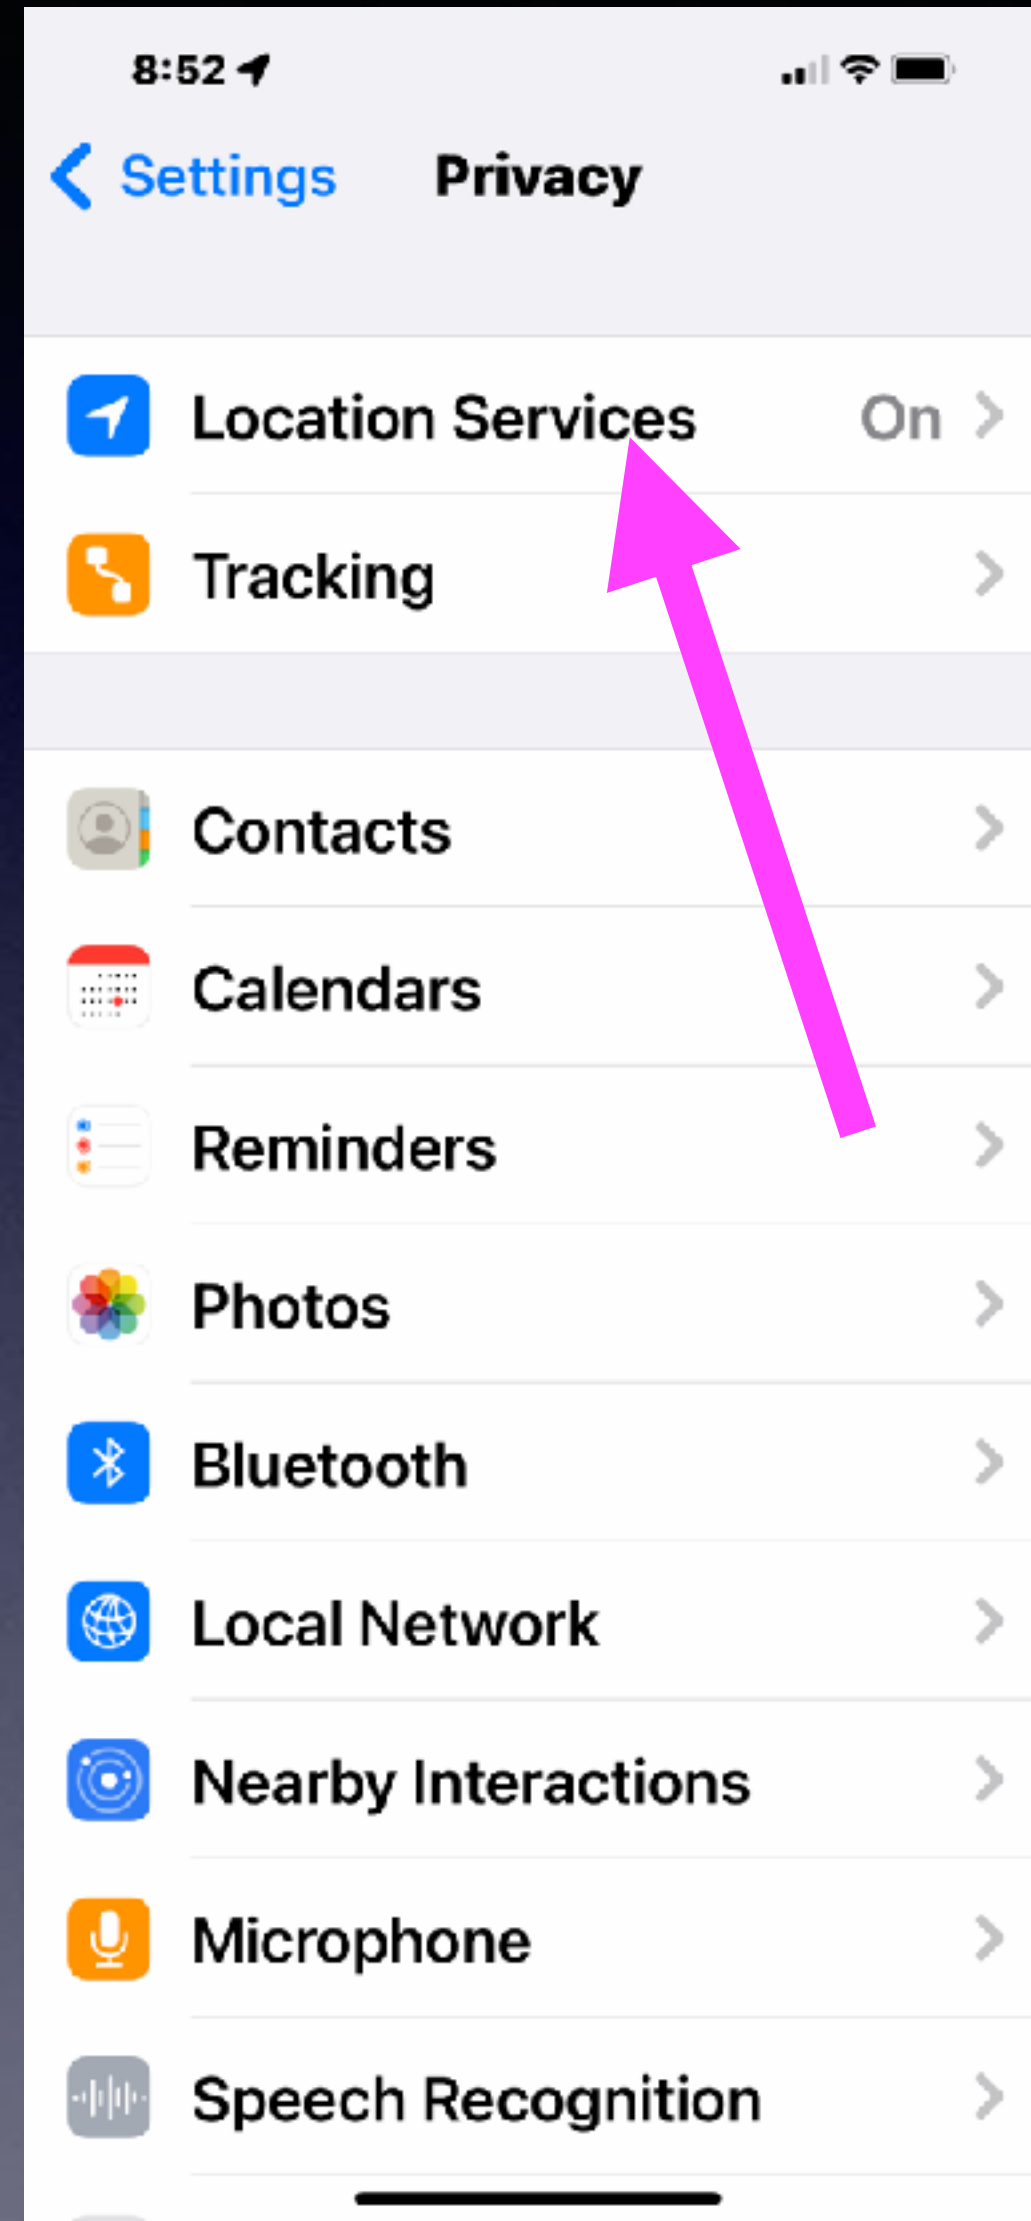 8:52
Settings Privacy
Location Services On
Tracking
Contacts
Calendars
Reminders
Photos
Bluetooth
Local Network
Nearby Interactions
Microphone
Speech Recognition